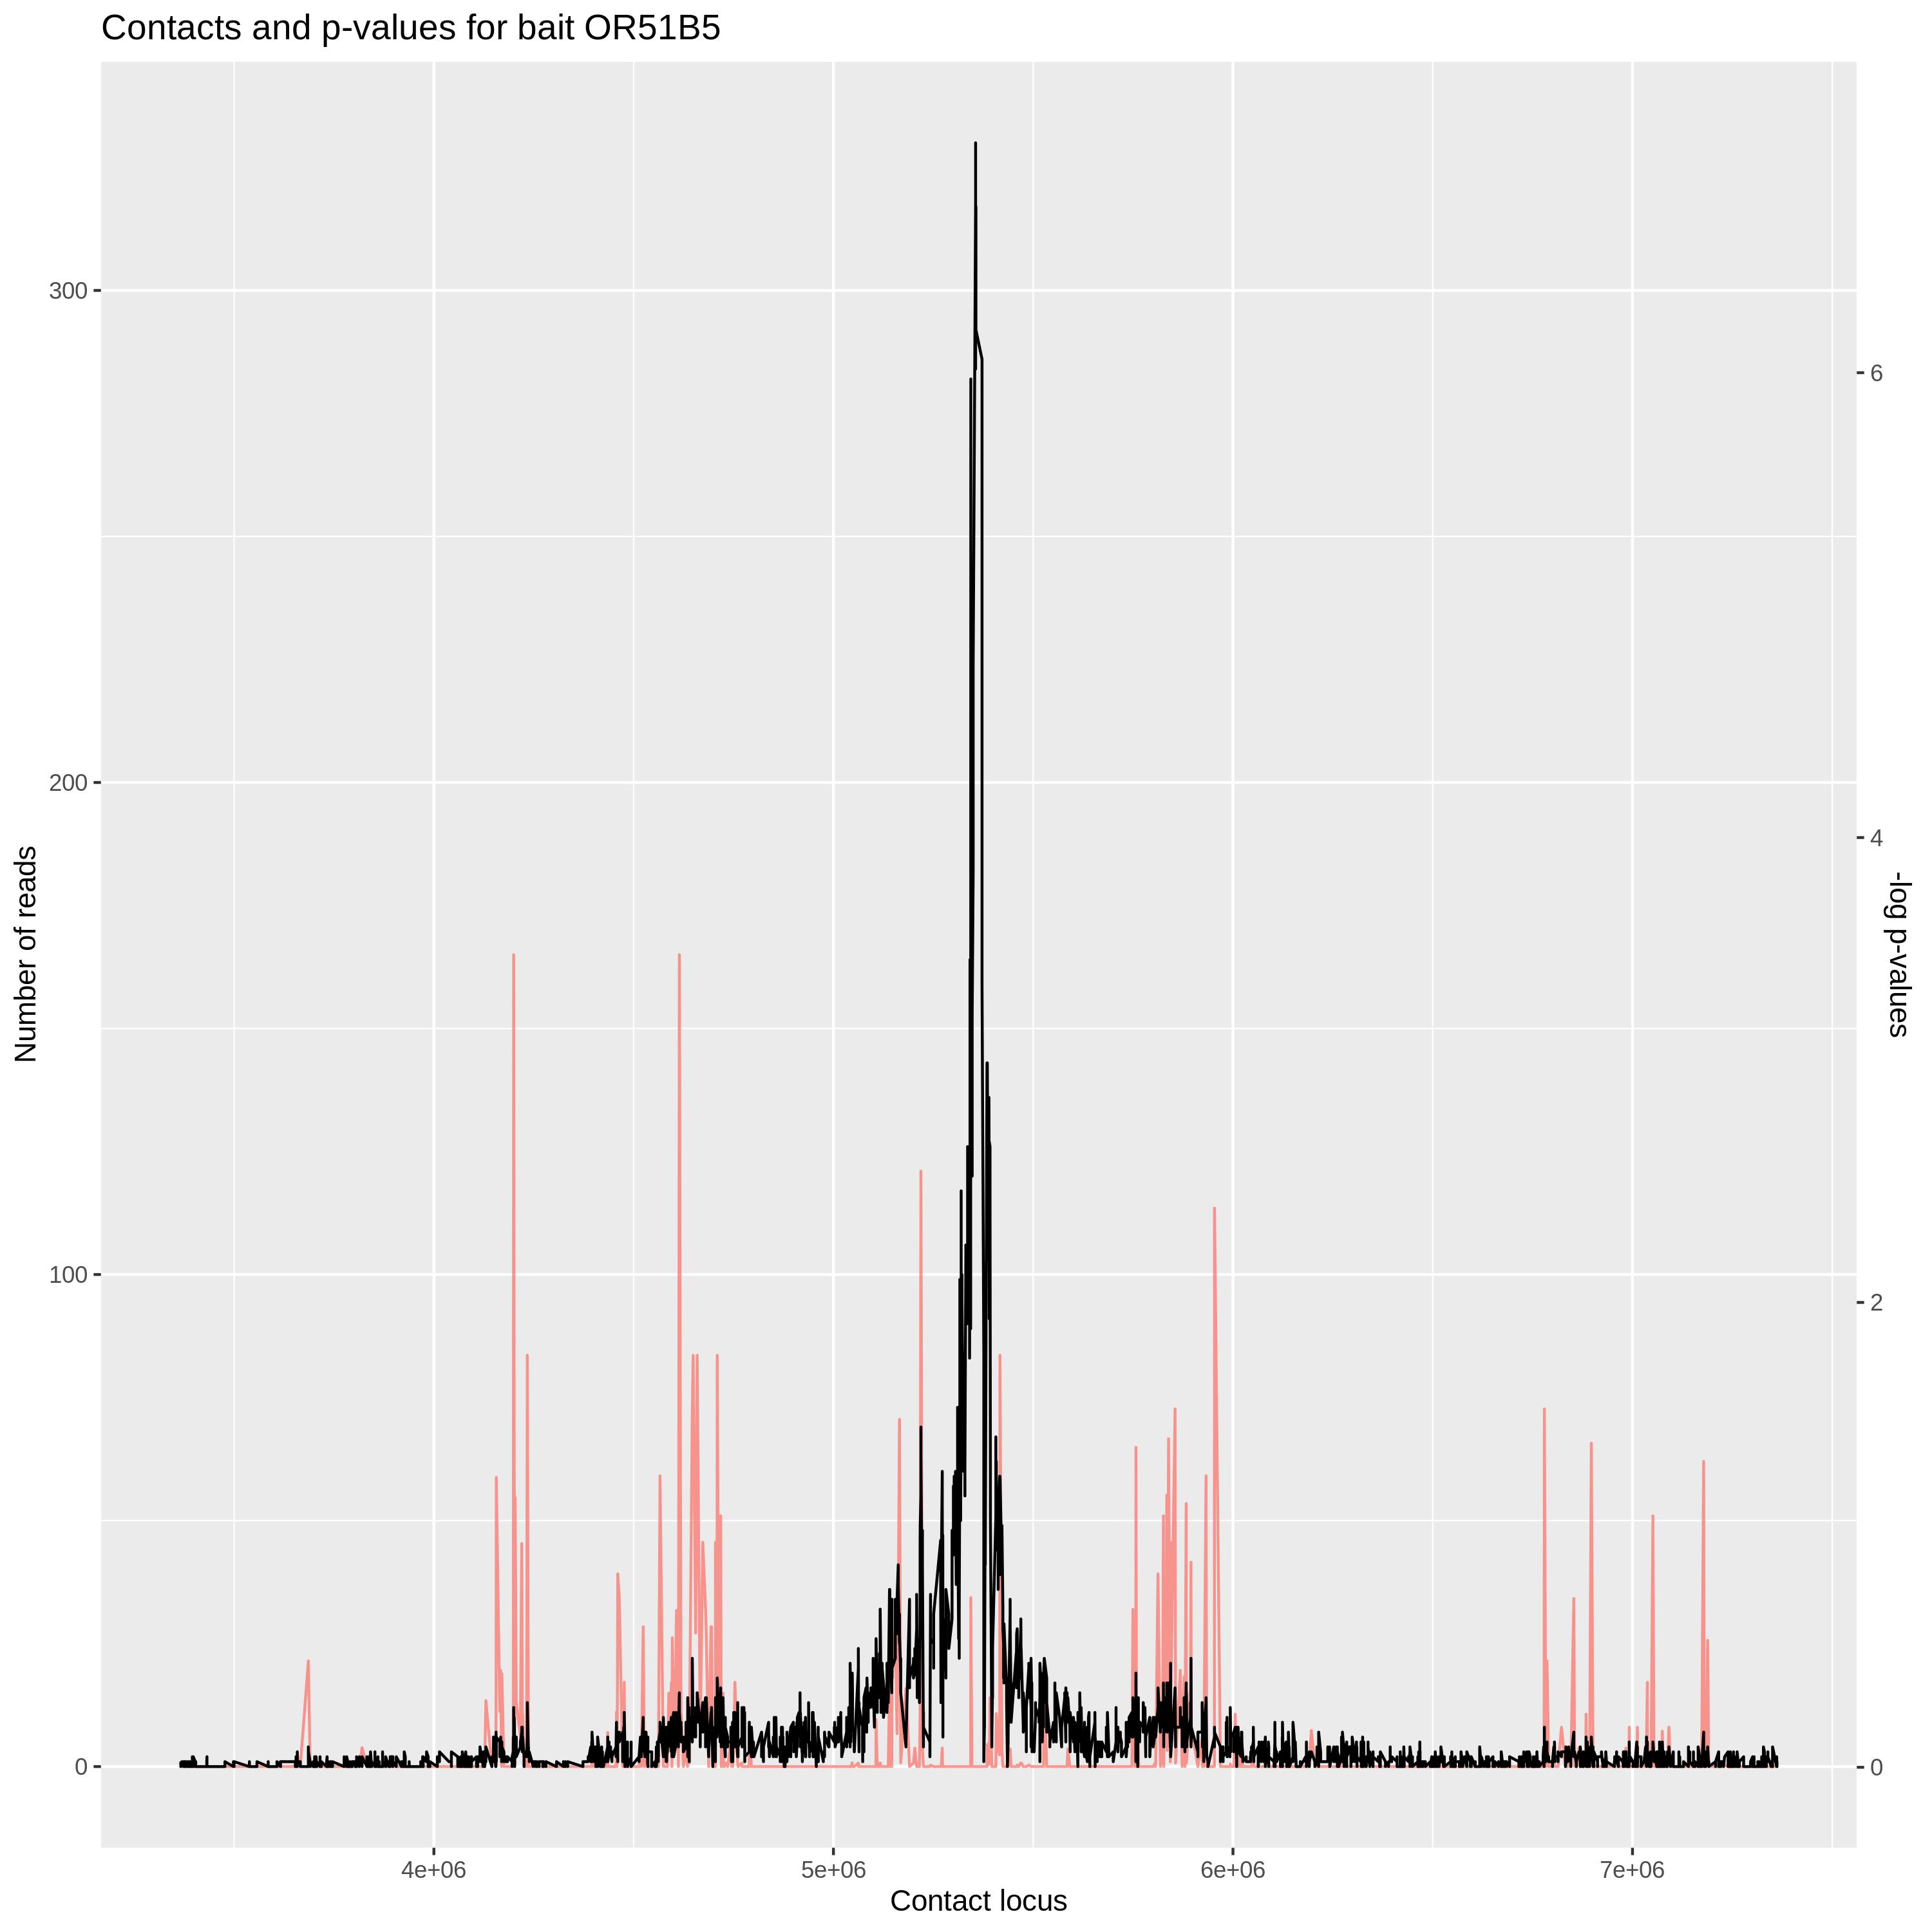 Contacts and p-values for bait OR51B5
300
200
100
0
Number of reads
6
4
2
0
-log p-values
4e+06
5e+06
6e+06
7e+06
Contact locus